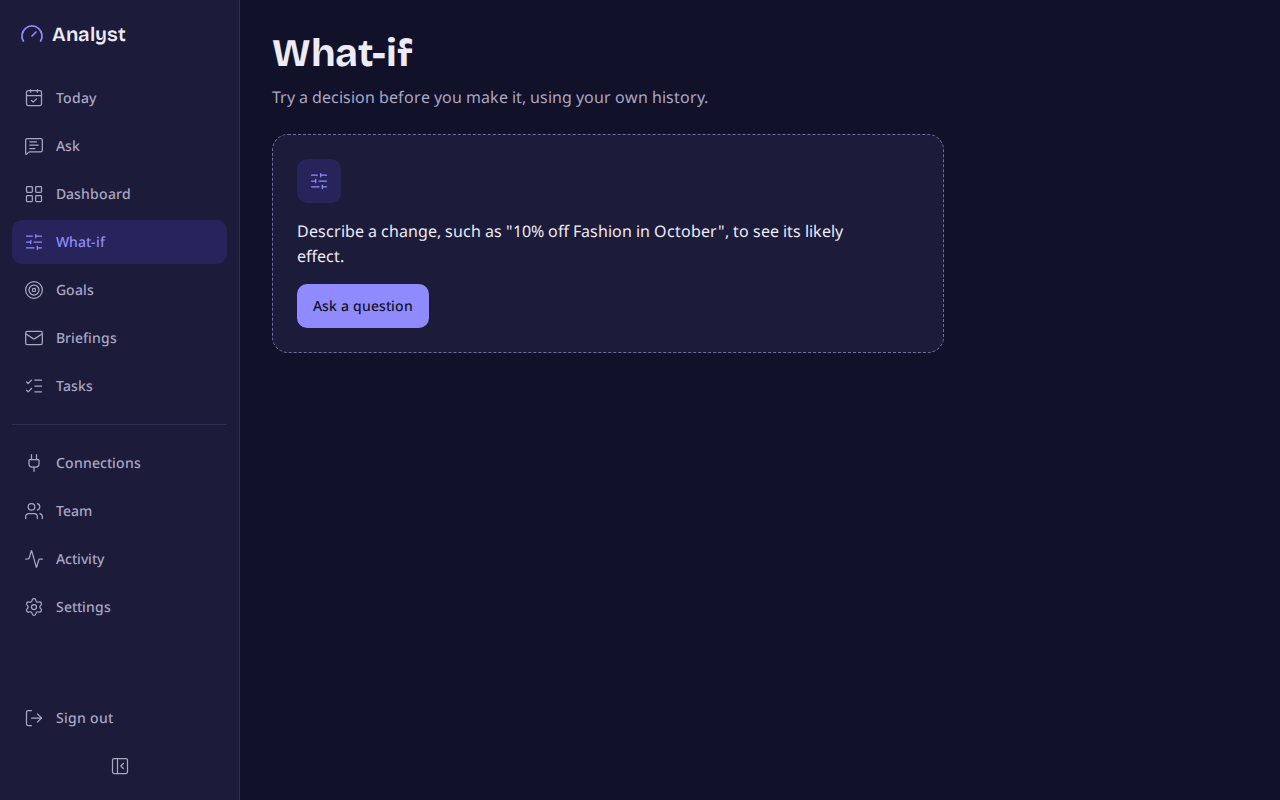 Analyst
Today
Ask
Dashboard
What-if
Goals
Briefings
Tasks
Connections
Team
Activity
Settings
Sign out
What-if
Try a decision before you make it, using your own history.
Describe a change, such as "10% off Fashion in October", to see its likely
effect.
Ask a question